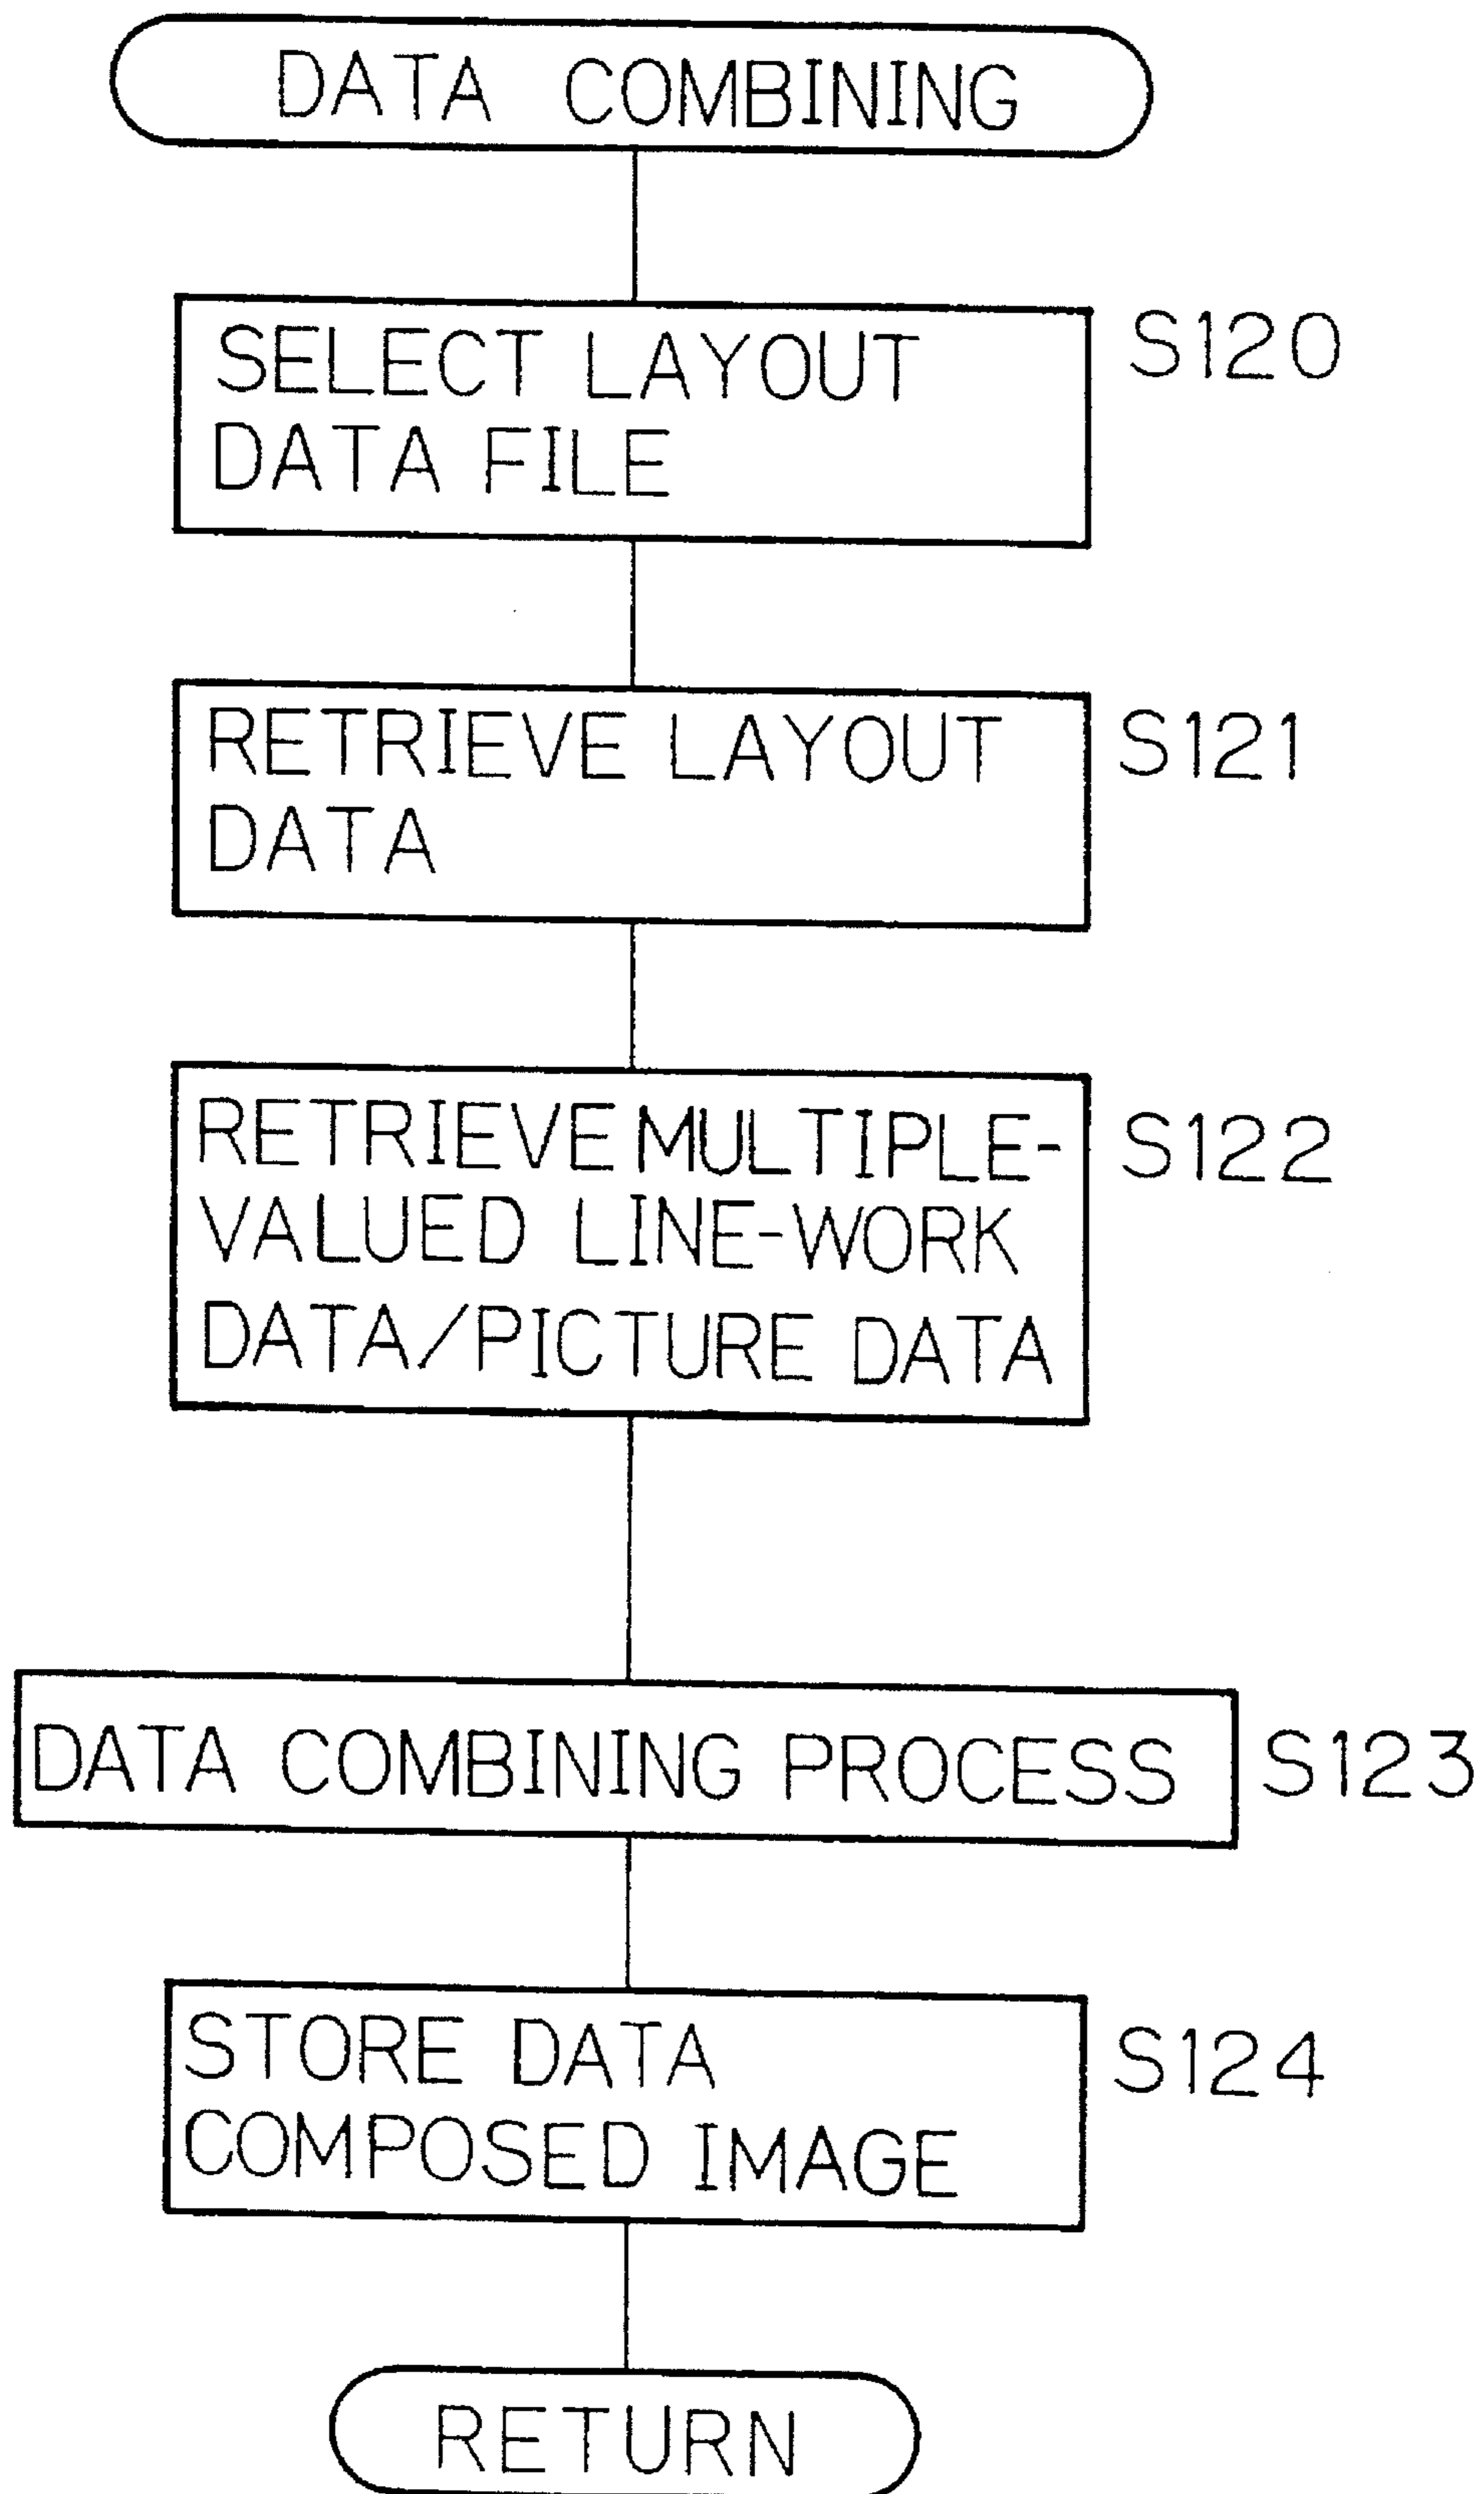 DATA COMBINING
SELECT LAYOUT
DATA FILE
S120
RETRIEVE LAYOUT
DATA
S121
RETRIEVE MULTIPLE-
VALUED LINE-WORK
DATA/PICTURE DATA
S122
DATA COMBINING PROCESS
S123
STORE DATA
COMPOSED IMAGE
S124
RETURN